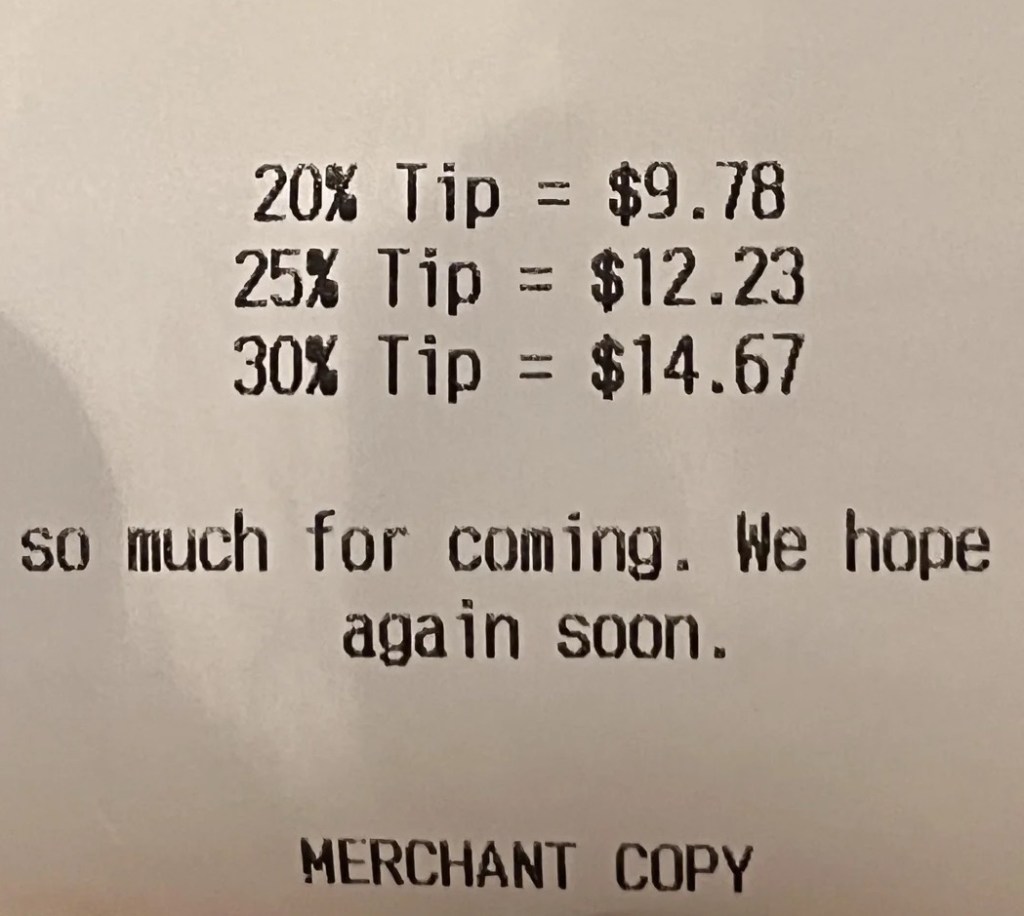 20% Tip = $9.78
25% Tip = $12.23
30% Tip = $14.67
so much for coming. We hope
again soon.
MERCHANT COPY